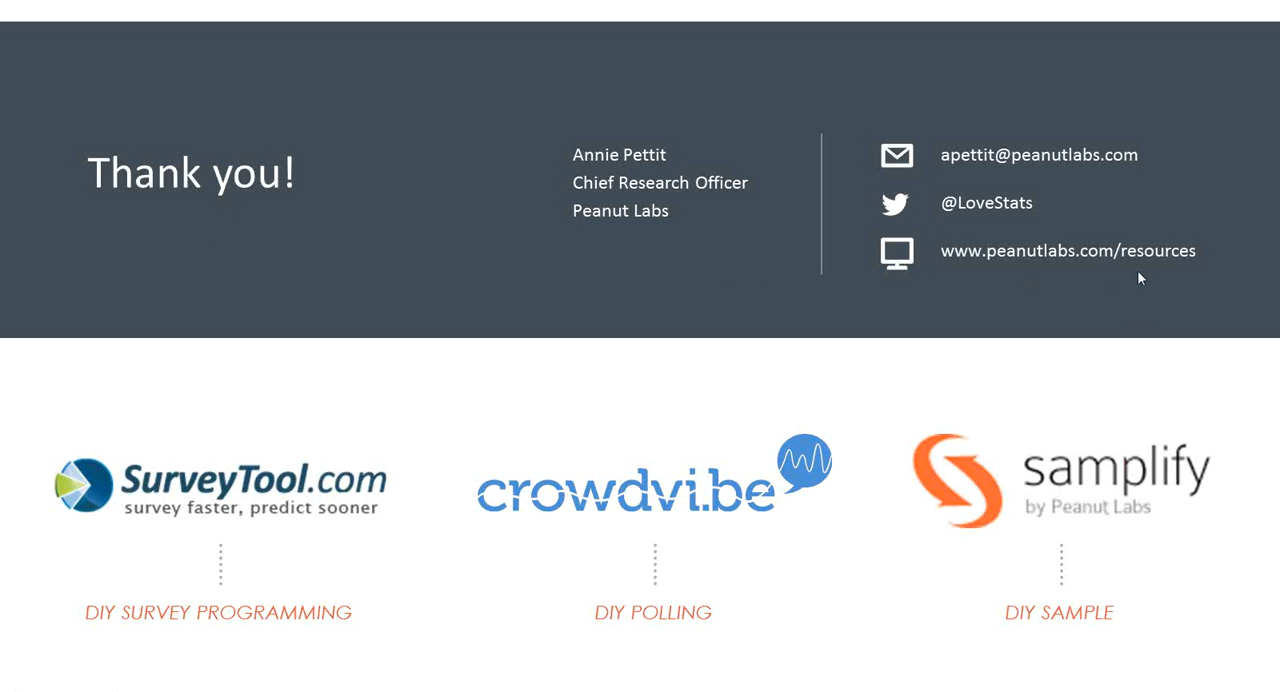 Thank you!
Annie Pettit
Chief Research Officer
Peanut Labs
apettit@peanutlabs.com
@LoveStats
www.peanutlabs.com/resources
SurveyTool.com
survey faster, predict sooner
DIY SURVEY PROGRAMMING
crowdvi.be
DIY POLLING
samplify
by Peanut Labs
DIY SAMPLE